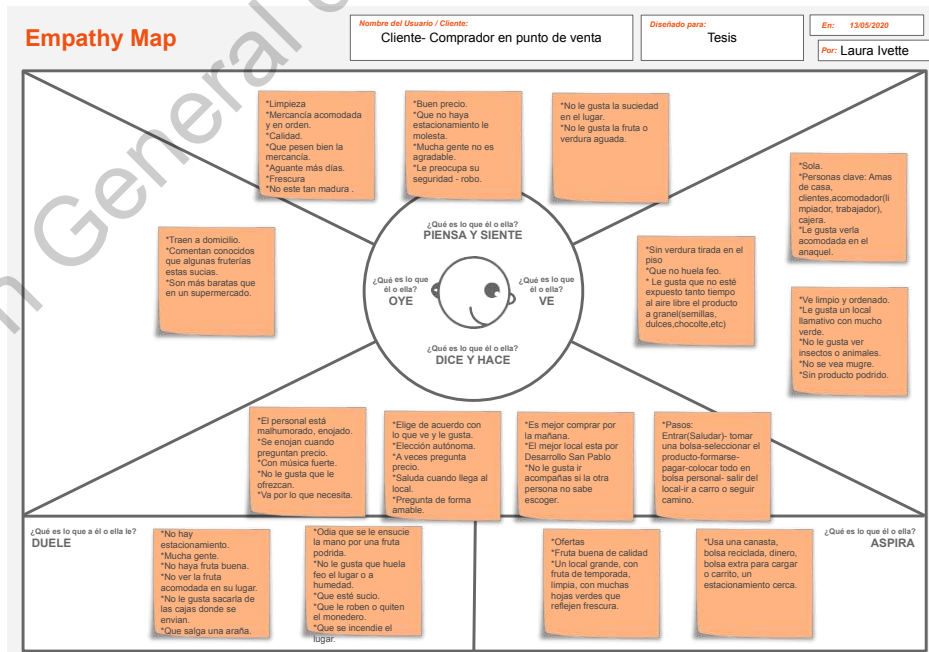 Empathy Map
Nombre del Usuario / Cliente:
Cliente- Comprador en punto de venta
Diseñado para:
Tesis
En: 13/05/2020
Por: Laura Ivette
*Limpieza
*Mercancía acomodada
y en orden.
*Calidad.
*Que pesen bien la
mercancía.
*Aguante más días.
*Frescura
*No este tan madura .
*Buen precio.
*Que no haya
estacionamiento le
molesta.
*Mucha gente no es
agradable.
*Le preocupa su
seguridad - robo.
*No le gusta la suciedad
en el lugar.
*No le gusta la fruta o
verdura aguada.
*Sola.
*Personas clave: Amas
de casa,
clientes,acomodador(li
mpiador, trabajador),
cajera.
*Le gusta verla
acomodada en el
anaquel.
*Traen a domicilio.
*Comentan conocidos
que algunas fruterías
estas sucias.
*Son más baratas que
en un supermercado.
¿Qué es lo que él o ella?
PIENSA Y SIENTE
¿Qué es lo que
él o ella?
OYE
¿Qué es lo que
él o ella?
VE
¿Qué es lo que él o ella?
DICE Y HACE
*Sin verdura tirada en el
piso
*Que no huela feo.
* Le gusta que no esté
expuesto tanto tiempo
al aire libre el producto
a granel(semillas,
dulces,chocolte,etc)
*Ve limpio y ordenado.
*Le gusta un local
llamativo con mucho
verde.
*No le gusta ver
insectos o animales.
*No se vea mugre.
*Sin producto podrido.
*El personal está
malhumorado, enojado.
*Se enojan cuando
preguntan precio.
*Con música fuerte.
*No le gusta que le
ofrezcan.
*Va por lo que necesita.
*Elige de acuerdo con
lo que ve y le gusta.
*Elección autónoma.
*A veces pregunta
precio.
*Saluda cuando llega al
local.
*Pregunta de forma
amable.
*Es mejor comprar por
la mañana.
*El mejor local esta por
Desarrollo San Pablo
*No le gusta ir
acompañas si la otra
persona no sabe
escoger.
*Pasos:
Entrar(Saludar)- tomar
una bolsa-seleccionar el
producto-formarse-
pagar-colocar todo en
bolsa personal- salir del
local-ir a carro o seguir
camino.
¿Qué es lo que a él o ella le?
DUELE
*No hay
estacionamiento.
*Mucha gente.
*No haya fruta buena.
*No ver la fruta
acomodada en su lugar.
*No le gusta sacarla de
las cajas donde se
envian.
*Que salga una araña.
*Odia que se le ensucie
la mano por una fruta
podrida.
*No le gusta que huela
feo el lugar o a
humedad.
*Que esté sucio.
*Que le roben o quiten
el monedero.
*Que se incendie el
lugar.
*Ofertas
*Fruta buena de calidad
*Un local grande, con
fruta de temporada,
limpia, con muchas
hojas verdes que
reflejen frescura.
*Usa una canasta,
bolsa reciclada, dinero,
bolsa extra para cargar
o carrito, un
estacionamiento cerca.
¿Qué es lo que él o ella?
ASPIRA
General